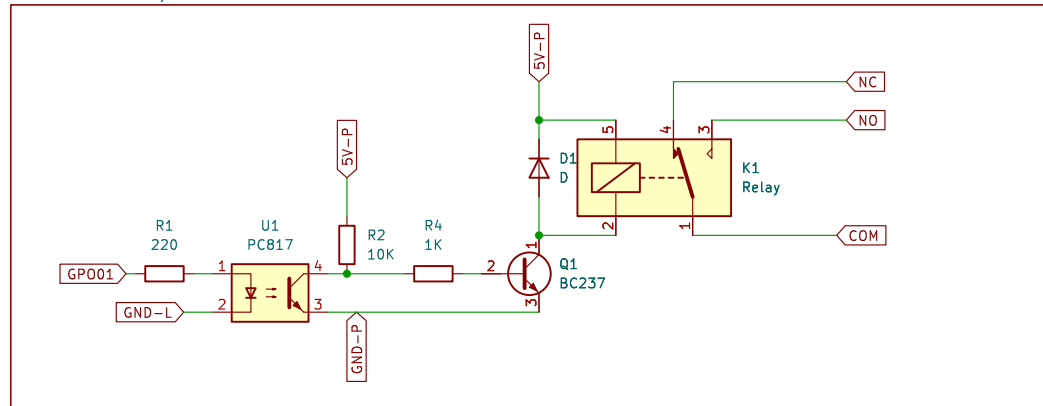 5V-P
NC
NO
5
4
3
D1
D
K1
Relay
5V-P
R1
220
U1
PC817
R2
10K
R4
1K
2
1
COM
GPO01
1
4
2
1
Q1
BC237
GND-L
2
3
3
GND-P